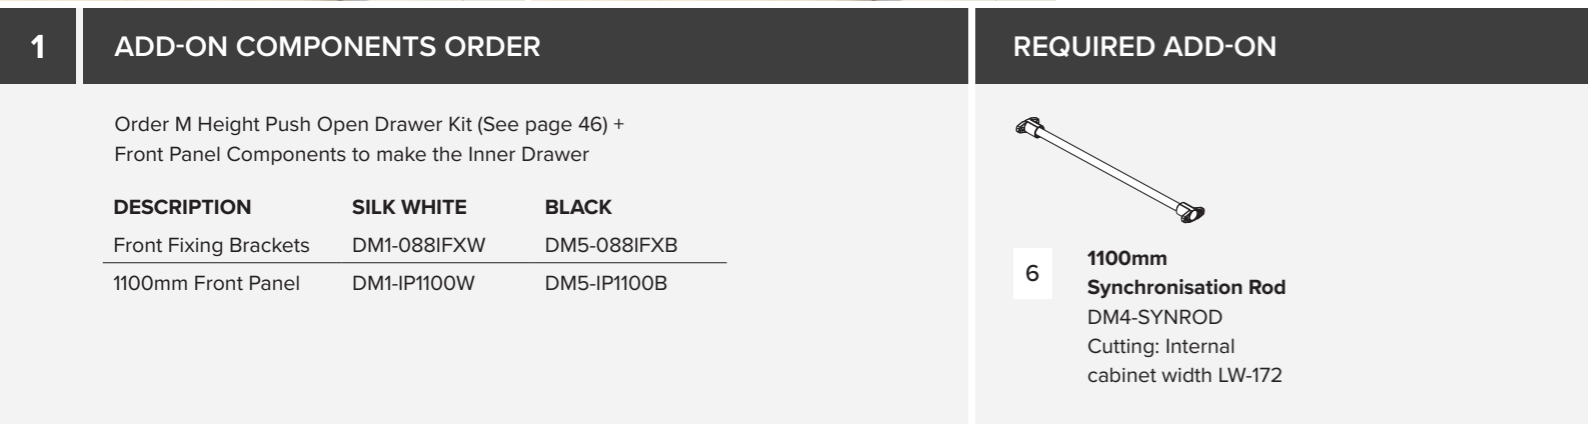 1
ADD-ON COMPONENTS ORDER
Order M Height Push Open Drawer Kit (See page 46) +
Front Panel Components to make the Inner Drawer
DESCRIPTION SILK WHITE BLACK
Front Fixing Brackets DM1-088IFXW DM5-088IFXB
1100mm Front Panel DM1-IP1100W DM5-IP1100B
REQUIRED ADD-ON
6
1100mm
Synchronisation Rod
DM4-SYNROD
Cutting: Internal
cabinet width LW-172